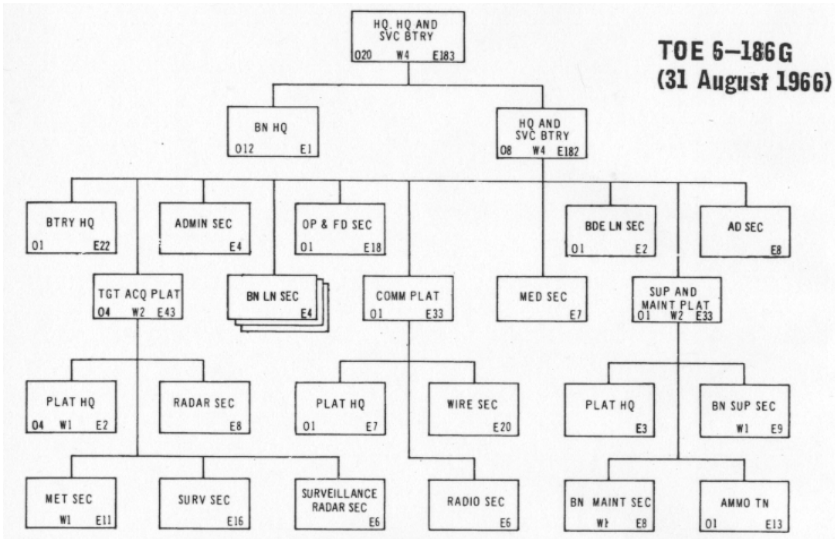 HQ, HQ AND
SVC BTRY
O20 W4 E183
TOE 6-186G
(31 August 1966)
BN HQ
O12 E1
HQ AND
SVC BTRY
O8 W4 E182
BTRY HQ
O1 E22
ADMIN SEC
E4
OP & FD SEC
O1 E18
BDE LN SEC
O1 E2
AD SEC
E8
TGT ACQ PLAT
O4 W2 E43
BN LN SEC
E4
COMM PLAT
O1 E33
MED SEC
E7
SUP AND
MAINT PLAT
O1 W2 E33
PLAT HQ
O4 W1 E2
RADAR SEC
E8
PLAT HQ
O1 E7
WIRE SEC
E20
PLAT HQ
E3
BN SUP SEC
W1 E9
MET SEC
W1 E11
SURV SEC
E16
SURVEILLANCE
RADAR SEC
E6
RADIO SEC
E6
BN MAINT SEC
W1 E8
AMMO TN
O1 E13